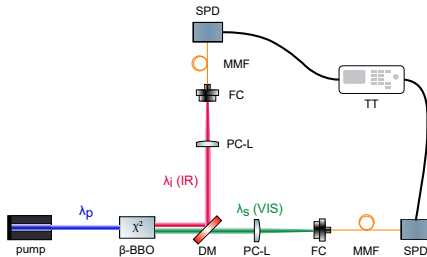 SPD
MMF
FC
TT
PC-L
λi (IR)
λs (VIS)
λp
χ²
pump
β-BBO
DM
PC-L
FC
MMF
SPD